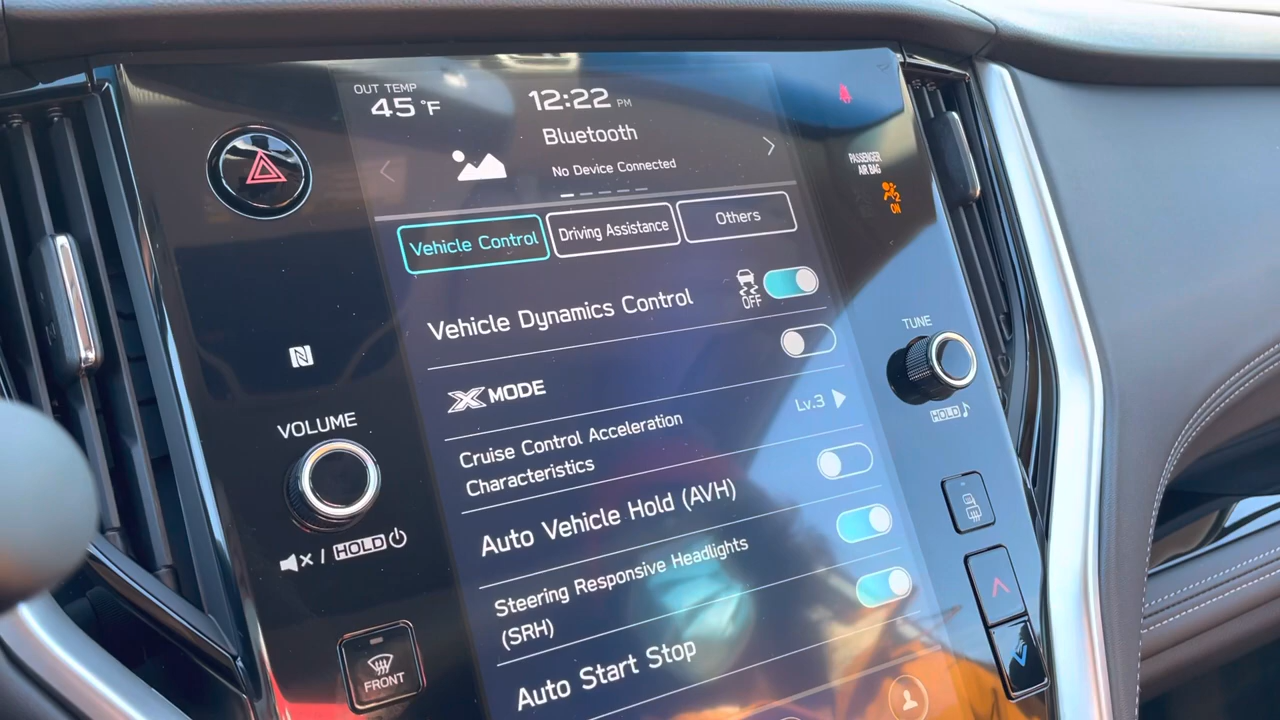 OUT TEMP
45 °F
12:22 PM
Bluetooth
No Device Connected
PASSENGER
AIR BAG
2
ON
Vehicle Control
Driving Assistance
Others
Vehicle Dynamics Control
OFF
X MODE
Cruise Control Acceleration
Characteristics
Lv.3
Auto Vehicle Hold (AVH)
Steering Responsive Headlights
(SRH)
Auto Start Stop
N
VOLUME
/ HOLD
FRONT
TUNE
HOLD